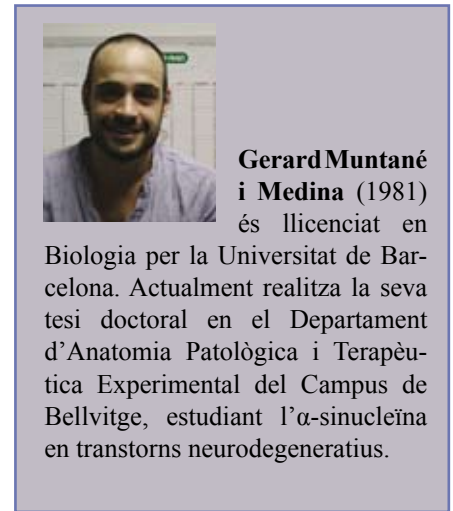 Gerard Muntané
i Medina (1981)
és llicenciat en
Biologia per la Universitat de Bar-
celona. Actualment realitza la seva
tesi doctoral en el Departament
d’Anatomia Patològica i Terapèu-
tica Experimental del Campus de
Bellvitge, estudiant l’α-sinucleïna
en transtorns neurodegeneratius.